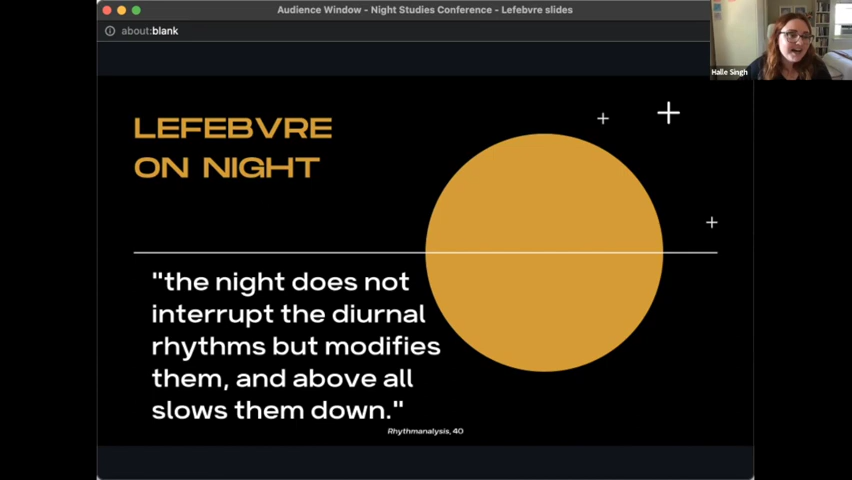 Audience Window - Night Studies Conference - Lefebvre slides
about:blank
Halle Singh
LEFEBVRE
ON NIGHT
"the night does not
interrupt the diurnal
rhythms but modifies
them, and above all
slows them down."
Rhythmanalysis, 40